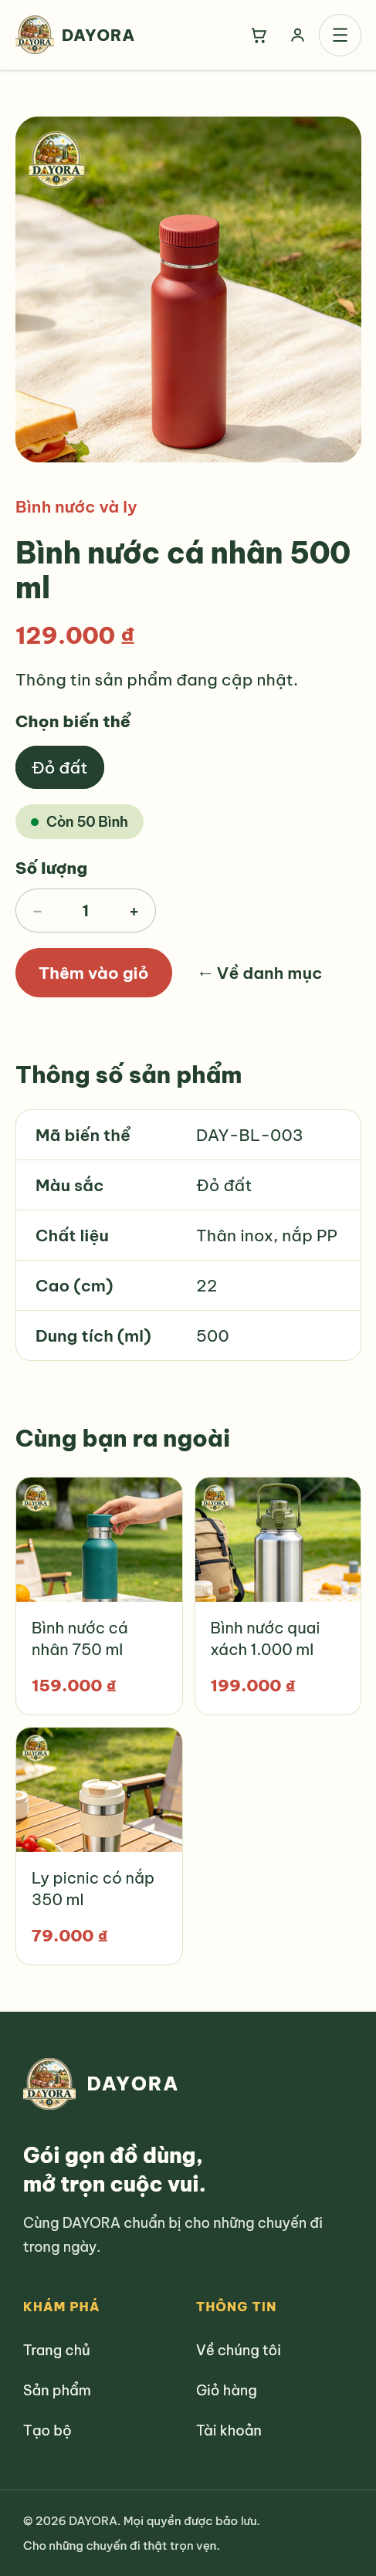 DAYORA
DAYORA
Bình nước và ly
Bình nước cá nhân 500
ml
129.000 ₫
Thông tin sản phẩm đang cập nhật.
Chọn biến thể
Đỏ đất
Còn 50 Bình
Số lượng
− 1 +
Thêm vào giỏ
← Về danh mục
Thông số sản phẩm
Mã biến thể DAY-BL-003
Màu sắc Đỏ đất
Chất liệu Thân inox, nắp PP
Cao (cm) 22
Dung tích (ml) 500
Cùng bạn ra ngoài
Bình nước cá
nhân 750 ml
159.000 ₫
Bình nước quai
xách 1.000 ml
199.000 ₫
Ly picnic có nắp
350 ml
79.000 ₫
DAYORA
Gói gọn đồ dùng,
mở trọn cuộc vui.
Cùng DAYORA chuẩn bị cho những chuyến đi
trong ngày.
KHÁM PHÁ
Trang chủ
Sản phẩm
Tạo bộ
THÔNG TIN
Về chúng tôi
Giỏ hàng
Tài khoản
© 2026 DAYORA. Mọi quyền được bảo lưu.
Cho những chuyến đi thật trọn vẹn.